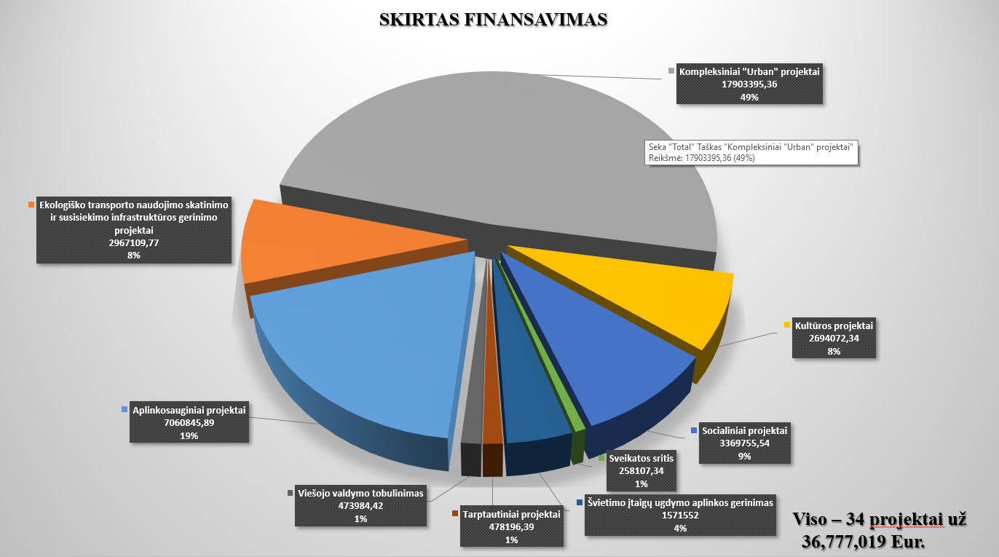 SKIRTAS FINANSAVIMAS
Kompleksiniai "Urban" projektai
17903395,36
49%
Seka "Total" Taškas "Kompleksiniai "Urban" projektai"
Reikšmė: 17903395,36 (49%)
Ekologiško transporto naudojimo skatinimo
ir susisiekimo infrastruktūros gerinimo
projektai
2967109,77
8%
Kultūros projektai
2694072,34
8%
Aplinkosauginiai projektai
7060845,89
19%
Socialiniai projektai
3369755,54
9%
Sveikatos sritis
258107,34
1%
Viešojo valdymo tobulinimas
473984,42
1%
Tarptautiniai projektai
478196,39
1%
Švietimo įtaigų ugdymo aplinkos gerinimas
1571552
4%
Viso – 34 projektai už
36,777,019 Eur.